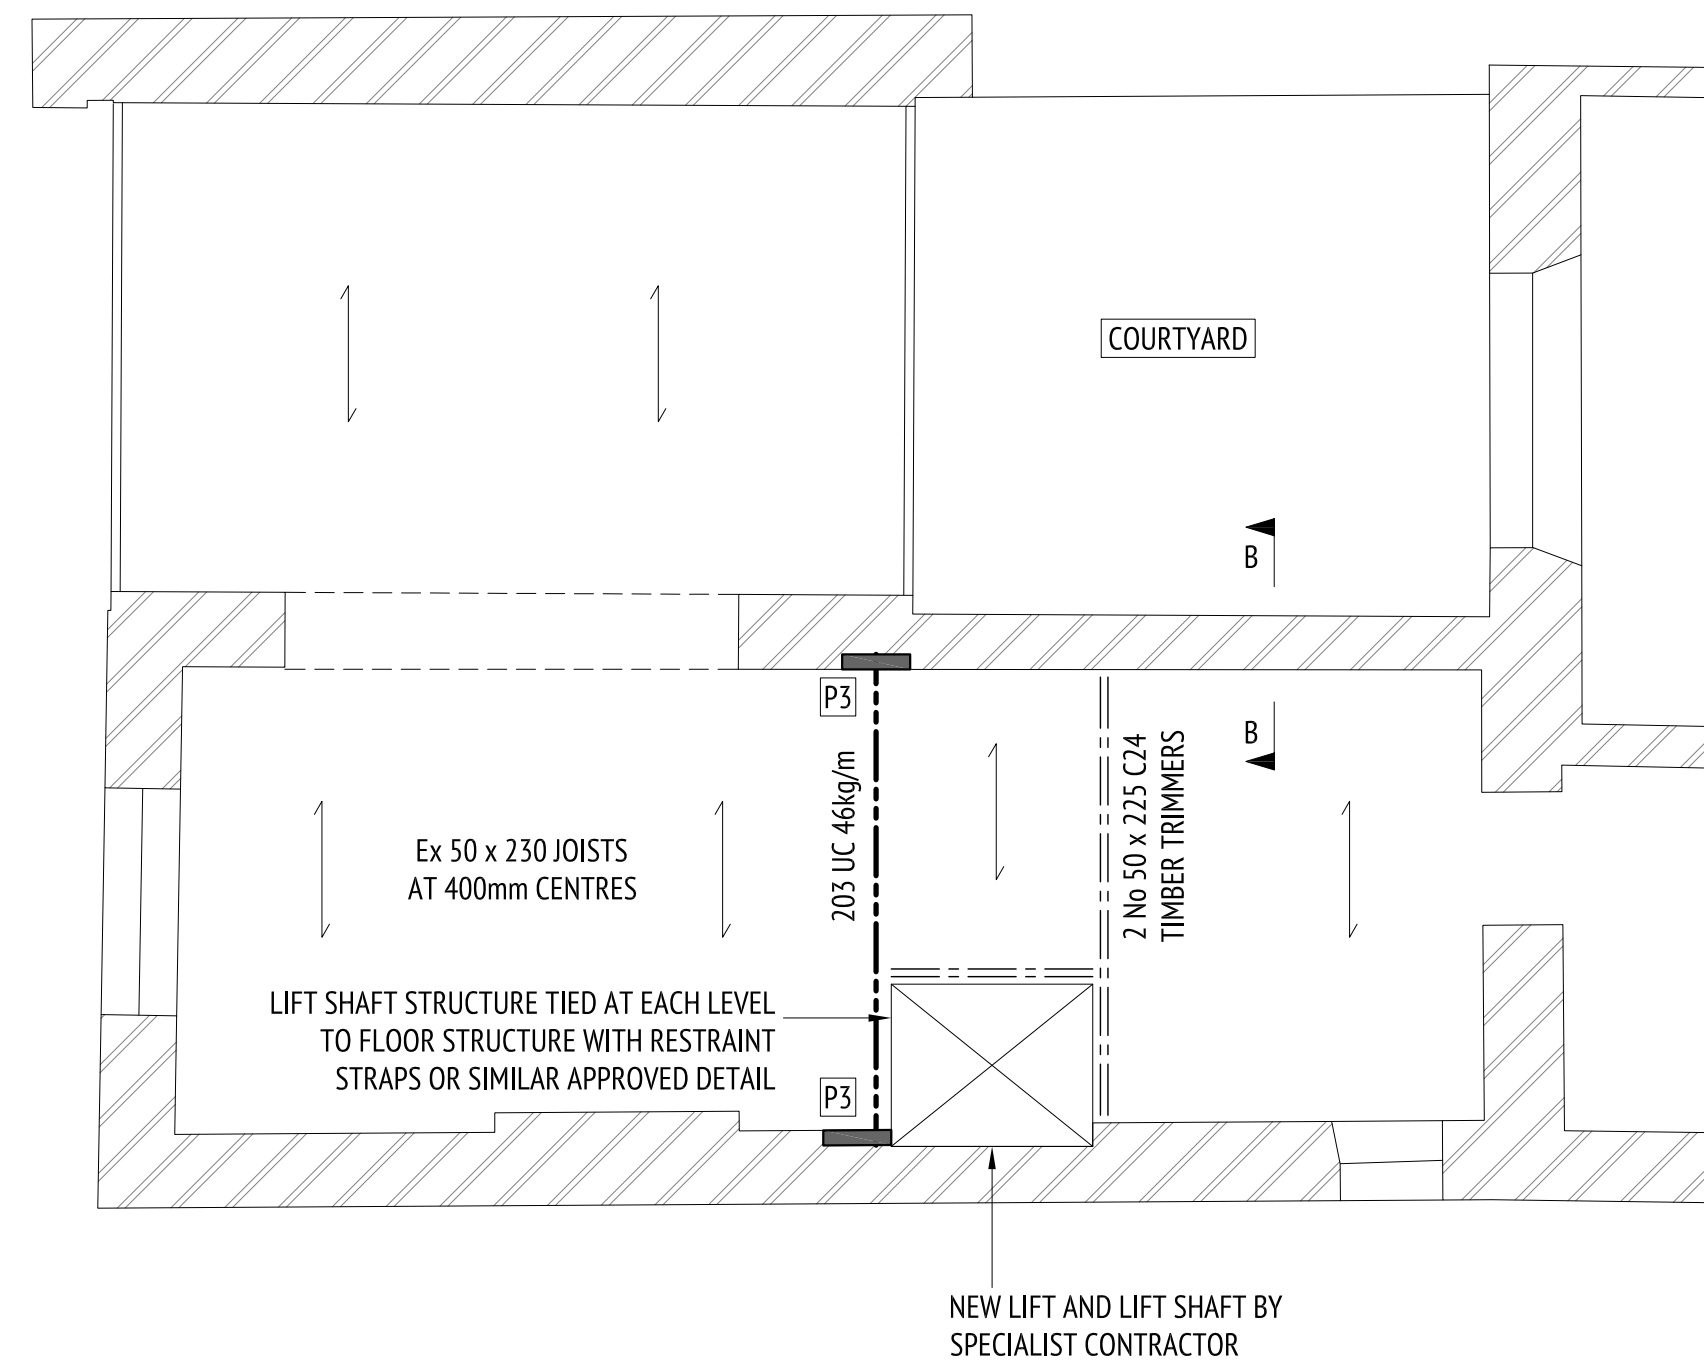 COURTYARD
B
P3
B
203 UC 46kg/m
2 No 50 x 225 C24
TIMBER TRIMMERS
Ex 50 x 230 JOISTS
AT 400mm CENTRES
LIFT SHAFT STRUCTURE TIED AT EACH LEVEL
TO FLOOR STRUCTURE WITH RESTRAINT
STRAPS OR SIMILAR APPROVED DETAIL
P3
NEW LIFT AND LIFT SHAFT BY
SPECIALIST CONTRACTOR